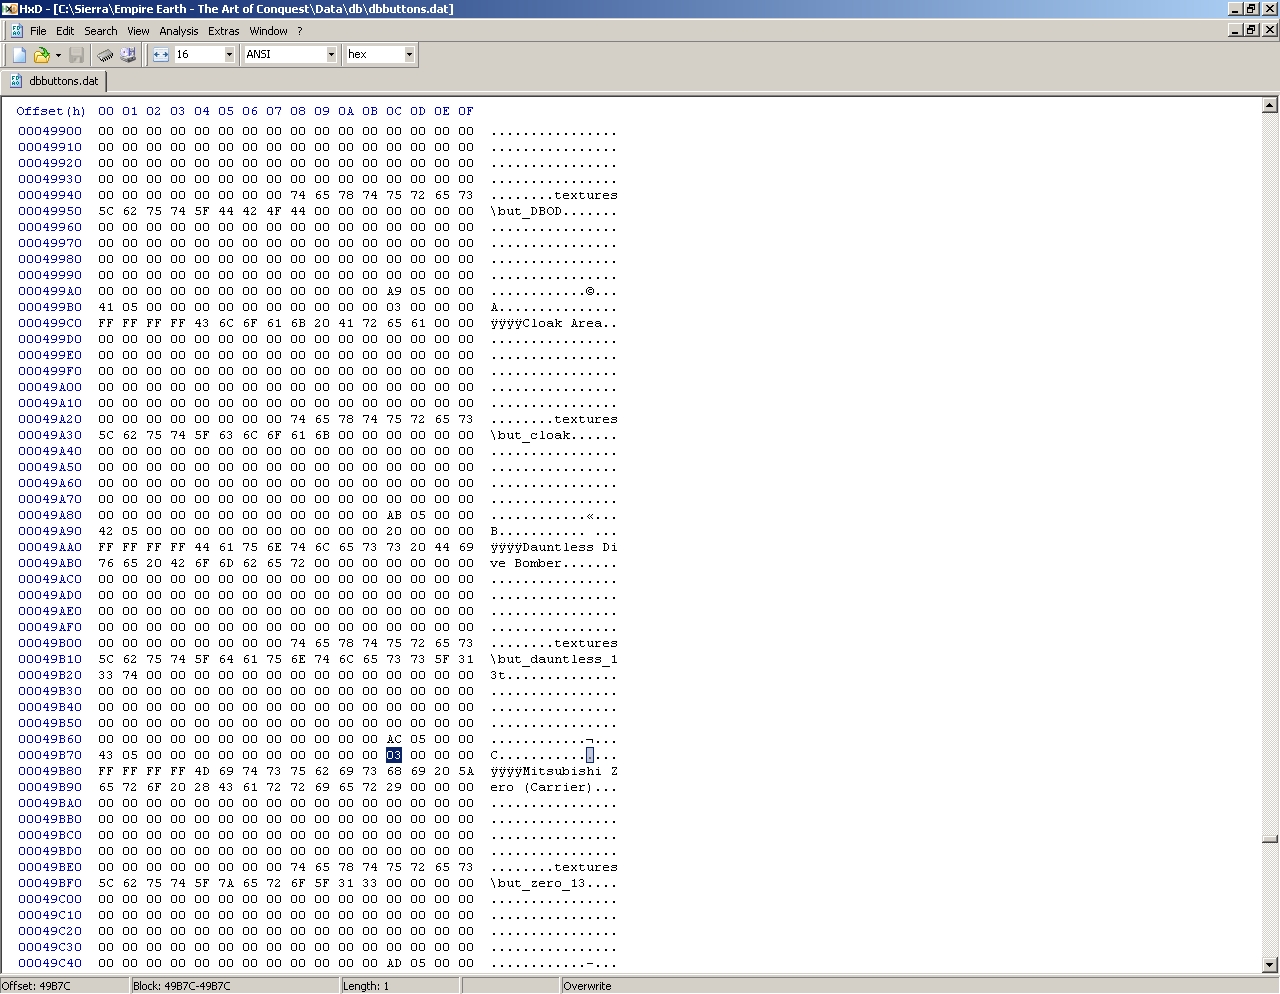 HxD - [C:\Sierra\Empire Earth - The Art of Conquest\Data\db\dbbuttons.dat]
File Edit Search View Analysis Extras Window ?
16 ANSI hex
dbbuttons.dat
Offset(h) 00 01 02 03 04 05 06 07 08 09 0A 0B 0C 0D 0E 0F
00049900 00 00 00 00 00 00 00 00 00 00 00 00 00 00 00 00 ................
00049910 00 00 00 00 00 00 00 00 00 00 00 00 00 00 00 00 ................
00049920 00 00 00 00 00 00 00 00 00 00 00 00 00 00 00 00 ................
00049930 00 00 00 00 00 00 00 00 00 00 00 00 00 00 00 00 ................
00049940 00 00 00 00 00 00 00 00 74 65 78 74 75 72 65 73 ........textures
00049950 5C 62 75 74 5F 44 42 4F 44 00 00 00 00 00 00 00 \but_DBOD.......
00049960 00 00 00 00 00 00 00 00 00 00 00 00 00 00 00 00 ................
00049970 00 00 00 00 00 00 00 00 00 00 00 00 00 00 00 00 ................
00049980 00 00 00 00 00 00 00 00 00 00 00 00 00 00 00 00 ................
00049990 00 00 00 00 00 00 00 00 00 00 00 00 00 00 00 00 ................
000499A0 00 00 00 00 00 00 00 00 00 00 00 00 A9 05 00 00 ............©...
000499B0 41 05 00 00 00 00 00 00 00 00 00 00 03 00 00 00 A...............
000499C0 FF FF FF FF 43 6C 6F 61 6B 20 41 72 65 61 00 00 ÿÿÿÿCloak Area..
000499D0 00 00 00 00 00 00 00 00 00 00 00 00 00 00 00 00 ................
000499E0 00 00 00 00 00 00 00 00 00 00 00 00 00 00 00 00 ................
000499F0 00 00 00 00 00 00 00 00 00 00 00 00 00 00 00 00 ................
00049A00 00 00 00 00 00 00 00 00 00 00 00 00 00 00 00 00 ................
00049A10 00 00 00 00 00 00 00 00 00 00 00 00 00 00 00 00 ................
00049A20 00 00 00 00 00 00 00 00 74 65 78 74 75 72 65 73 ........textures
00049A30 5C 62 75 74 5F 63 6C 6F 61 6B 00 00 00 00 00 00 \but_cloak......
00049A40 00 00 00 00 00 00 00 00 00 00 00 00 00 00 00 00 ................
00049A50 00 00 00 00 00 00 00 00 00 00 00 00 00 00 00 00 ................
00049A60 00 00 00 00 00 00 00 00 00 00 00 00 00 00 00 00 ................
00049A70 00 00 00 00 00 00 00 00 00 00 00 00 00 00 00 00 ................
00049A80 00 00 00 00 00 00 00 00 00 00 00 00 AB 05 00 00 ............«...
00049A90 42 05 00 00 00 00 00 00 00 00 00 00 20 00 00 00 B........... ...
00049AA0 FF FF FF FF 44 61 75 6E 74 6C 65 73 73 20 44 69 ÿÿÿÿDauntless Di
00049AB0 76 65 20 42 6F 6D 62 65 72 00 00 00 00 00 00 00 ve Bomber.......
00049AC0 00 00 00 00 00 00 00 00 00 00 00 00 00 00 00 00 ................
00049AD0 00 00 00 00 00 00 00 00 00 00 00 00 00 00 00 00 ................
00049AE0 00 00 00 00 00 00 00 00 00 00 00 00 00 00 00 00 ................
00049AF0 00 00 00 00 00 00 00 00 00 00 00 00 00 00 00 00 ................
00049B00 00 00 00 00 00 00 00 00 74 65 78 74 75 72 65 73 ........textures
00049B10 5C 62 75 74 5F 64 61 75 6E 74 6C 65 73 73 5F 31 \but_dauntless_1
00049B20 33 74 00 00 00 00 00 00 00 00 00 00 00 00 00 00 3t..............
00049B30 00 00 00 00 00 00 00 00 00 00 00 00 00 00 00 00 ................
00049B40 00 00 00 00 00 00 00 00 00 00 00 00 00 00 00 00 ................
00049B50 00 00 00 00 00 00 00 00 00 00 00 00 00 00 00 00 ................
00049B60 00 00 00 00 00 00 00 00 00 00 00 00 AC 05 00 00 ............¬...
00049B70 43 05 00 00 00 00 00 00 00 00 00 00 03 00 00 00 C...............
00049B80 FF FF FF FF 4D 69 74 73 75 62 69 73 68 69 20 5A ÿÿÿÿMitsubishi Z
00049B90 65 72 6F 20 28 43 61 72 72 69 65 72 29 00 00 00 ero (Carrier)...
00049BA0 00 00 00 00 00 00 00 00 00 00 00 00 00 00 00 00 ................
00049BB0 00 00 00 00 00 00 00 00 00 00 00 00 00 00 00 00 ................
00049BC0 00 00 00 00 00 00 00 00 00 00 00 00 00 00 00 00 ................
00049BD0 00 00 00 00 00 00 00 00 00 00 00 00 00 00 00 00 ................
00049BE0 00 00 00 00 00 00 00 00 74 65 78 74 75 72 65 73 ........textures
00049BF0 5C 62 75 74 5F 7A 65 72 6F 5F 31 33 00 00 00 00 \but_zero_13....
00049C00 00 00 00 00 00 00 00 00 00 00 00 00 00 00 00 00 ................
00049C10 00 00 00 00 00 00 00 00 00 00 00 00 00 00 00 00 ................
00049C20 00 00 00 00 00 00 00 00 00 00 00 00 00 00 00 00 ................
00049C30 00 00 00 00 00 00 00 00 00 00 00 00 00 00 00 00 ................
00049C40 00 00 00 00 00 00 00 00 00 00 00 00 AD 05 00 00 ............-...
Offset: 49B7C Block: 49B7C-49B7C Length: 1 Overwrite